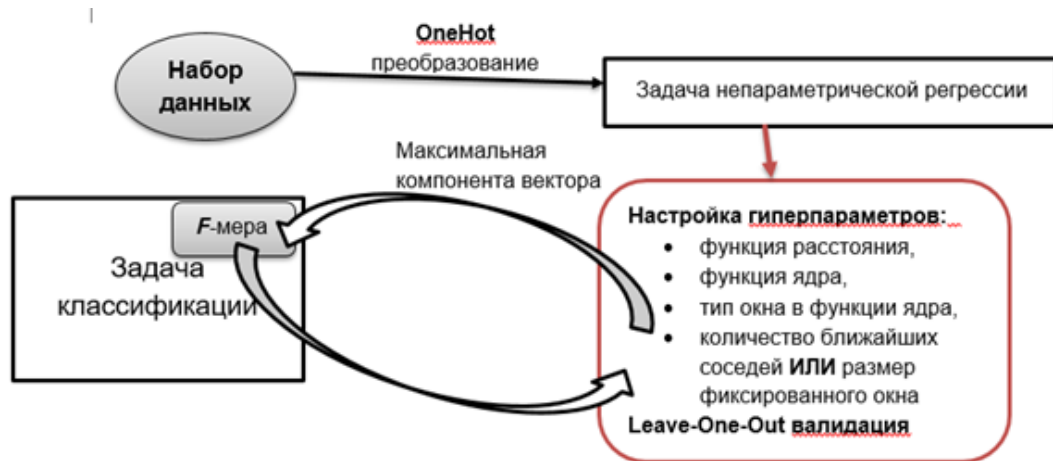 Набор
данных
OneHot
преобразование
Задача непараметрической регрессии
Максимальная
компонента вектора
F-мера
Задача
классификации
Настройка гиперпараметров:
• функция расстояния,
• функция ядра,
• тип окна в функции ядра,
• количество ближайших
соседей ИЛИ размер
фиксированного окна
Leave-One-Out валидация